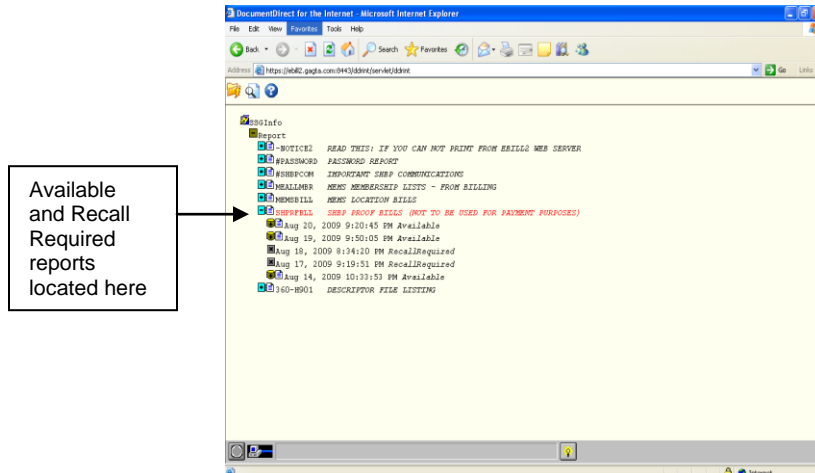 DocumentDirect for the Internet - Microsoft Internet Explorer
File Edit View Favorites Tools Help
Back Search Favorites
Address https://ebill2.gagta.com:8443/ddrint/servlet/ddrint Go Links
SSGInfo
Report
-NOTICE2 READ THIS: IF YOU CAN NOT PRINT FROM EBILL2 WEB SERVER
#PASSWORD PASSWORD REPORT
#SHBPCOM IMPORTANT SHBP COMMUNICATIONS
MEALLMBR MEMS MEMBERSHIP LISTS - FROM BILLING
MEMSBILL MEMS LOCATION BILLS
SHPRFBLL SHBP PROOF BILLS (NOT TO BE USED FOR PAYMENT PURPOSES)
Aug 20, 2009 9:20:45 PM Available
Aug 19, 2009 9:50:05 PM Available
Aug 18, 2009 8:34:20 PM RecallRequired
Aug 17, 2009 9:19:51 PM RecallRequired
Aug 14, 2009 10:33:53 PM Available
360-H901 DESCRIPTOR FILE LISTING
Available
and Recall
Required
reports
located here